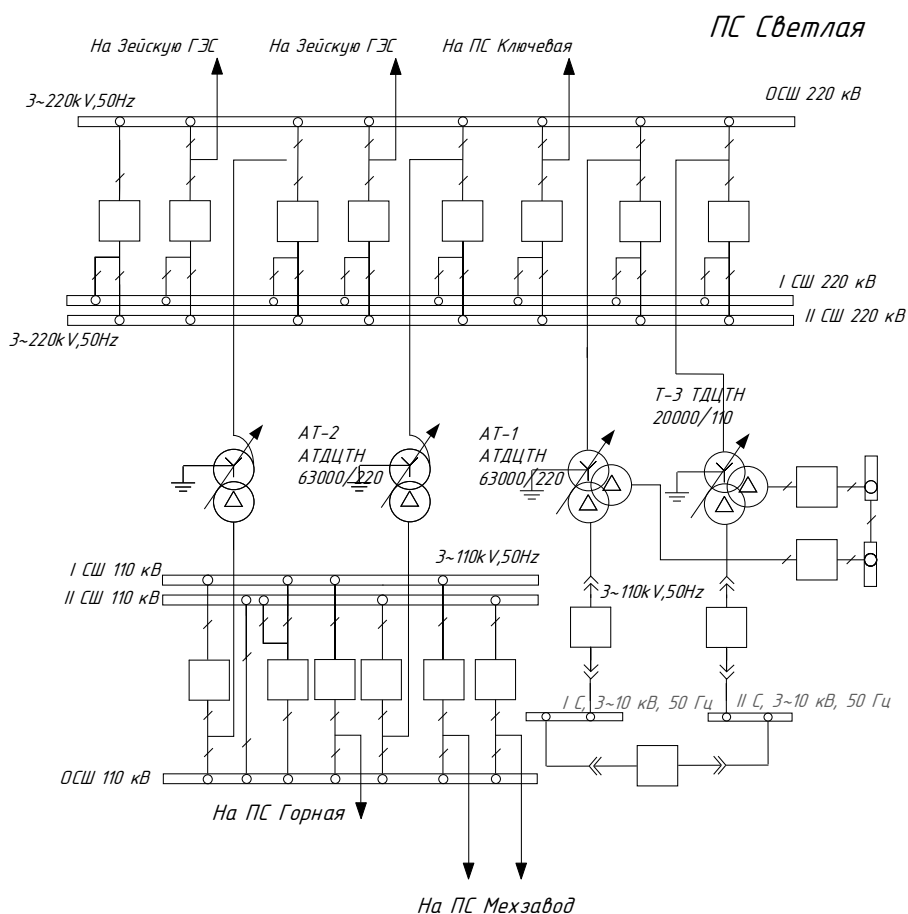 ПС Светлая
На Зейскую ГЭС
На Зейскую ГЭС
На ПС Ключевая
3~220kV,50Hz
ОСШ 220 кВ
I СШ 220 кВ
II СШ 220 кВ
3~220kV,50Hz
Т-3 ТДЦТН
20000/110
АТ-2
АТДЦТН
63000/220
АТ-1
АТДЦТН
63000/220
3~110kV,50Hz
I СШ 110 кВ
II СШ 110 кВ
3~110kV,50Hz
I С, 3~10 кВ, 50 Гц
II С, 3~10 кВ, 50 Гц
ОСШ 110 кВ
На ПС Горная
На ПС Мехзавод